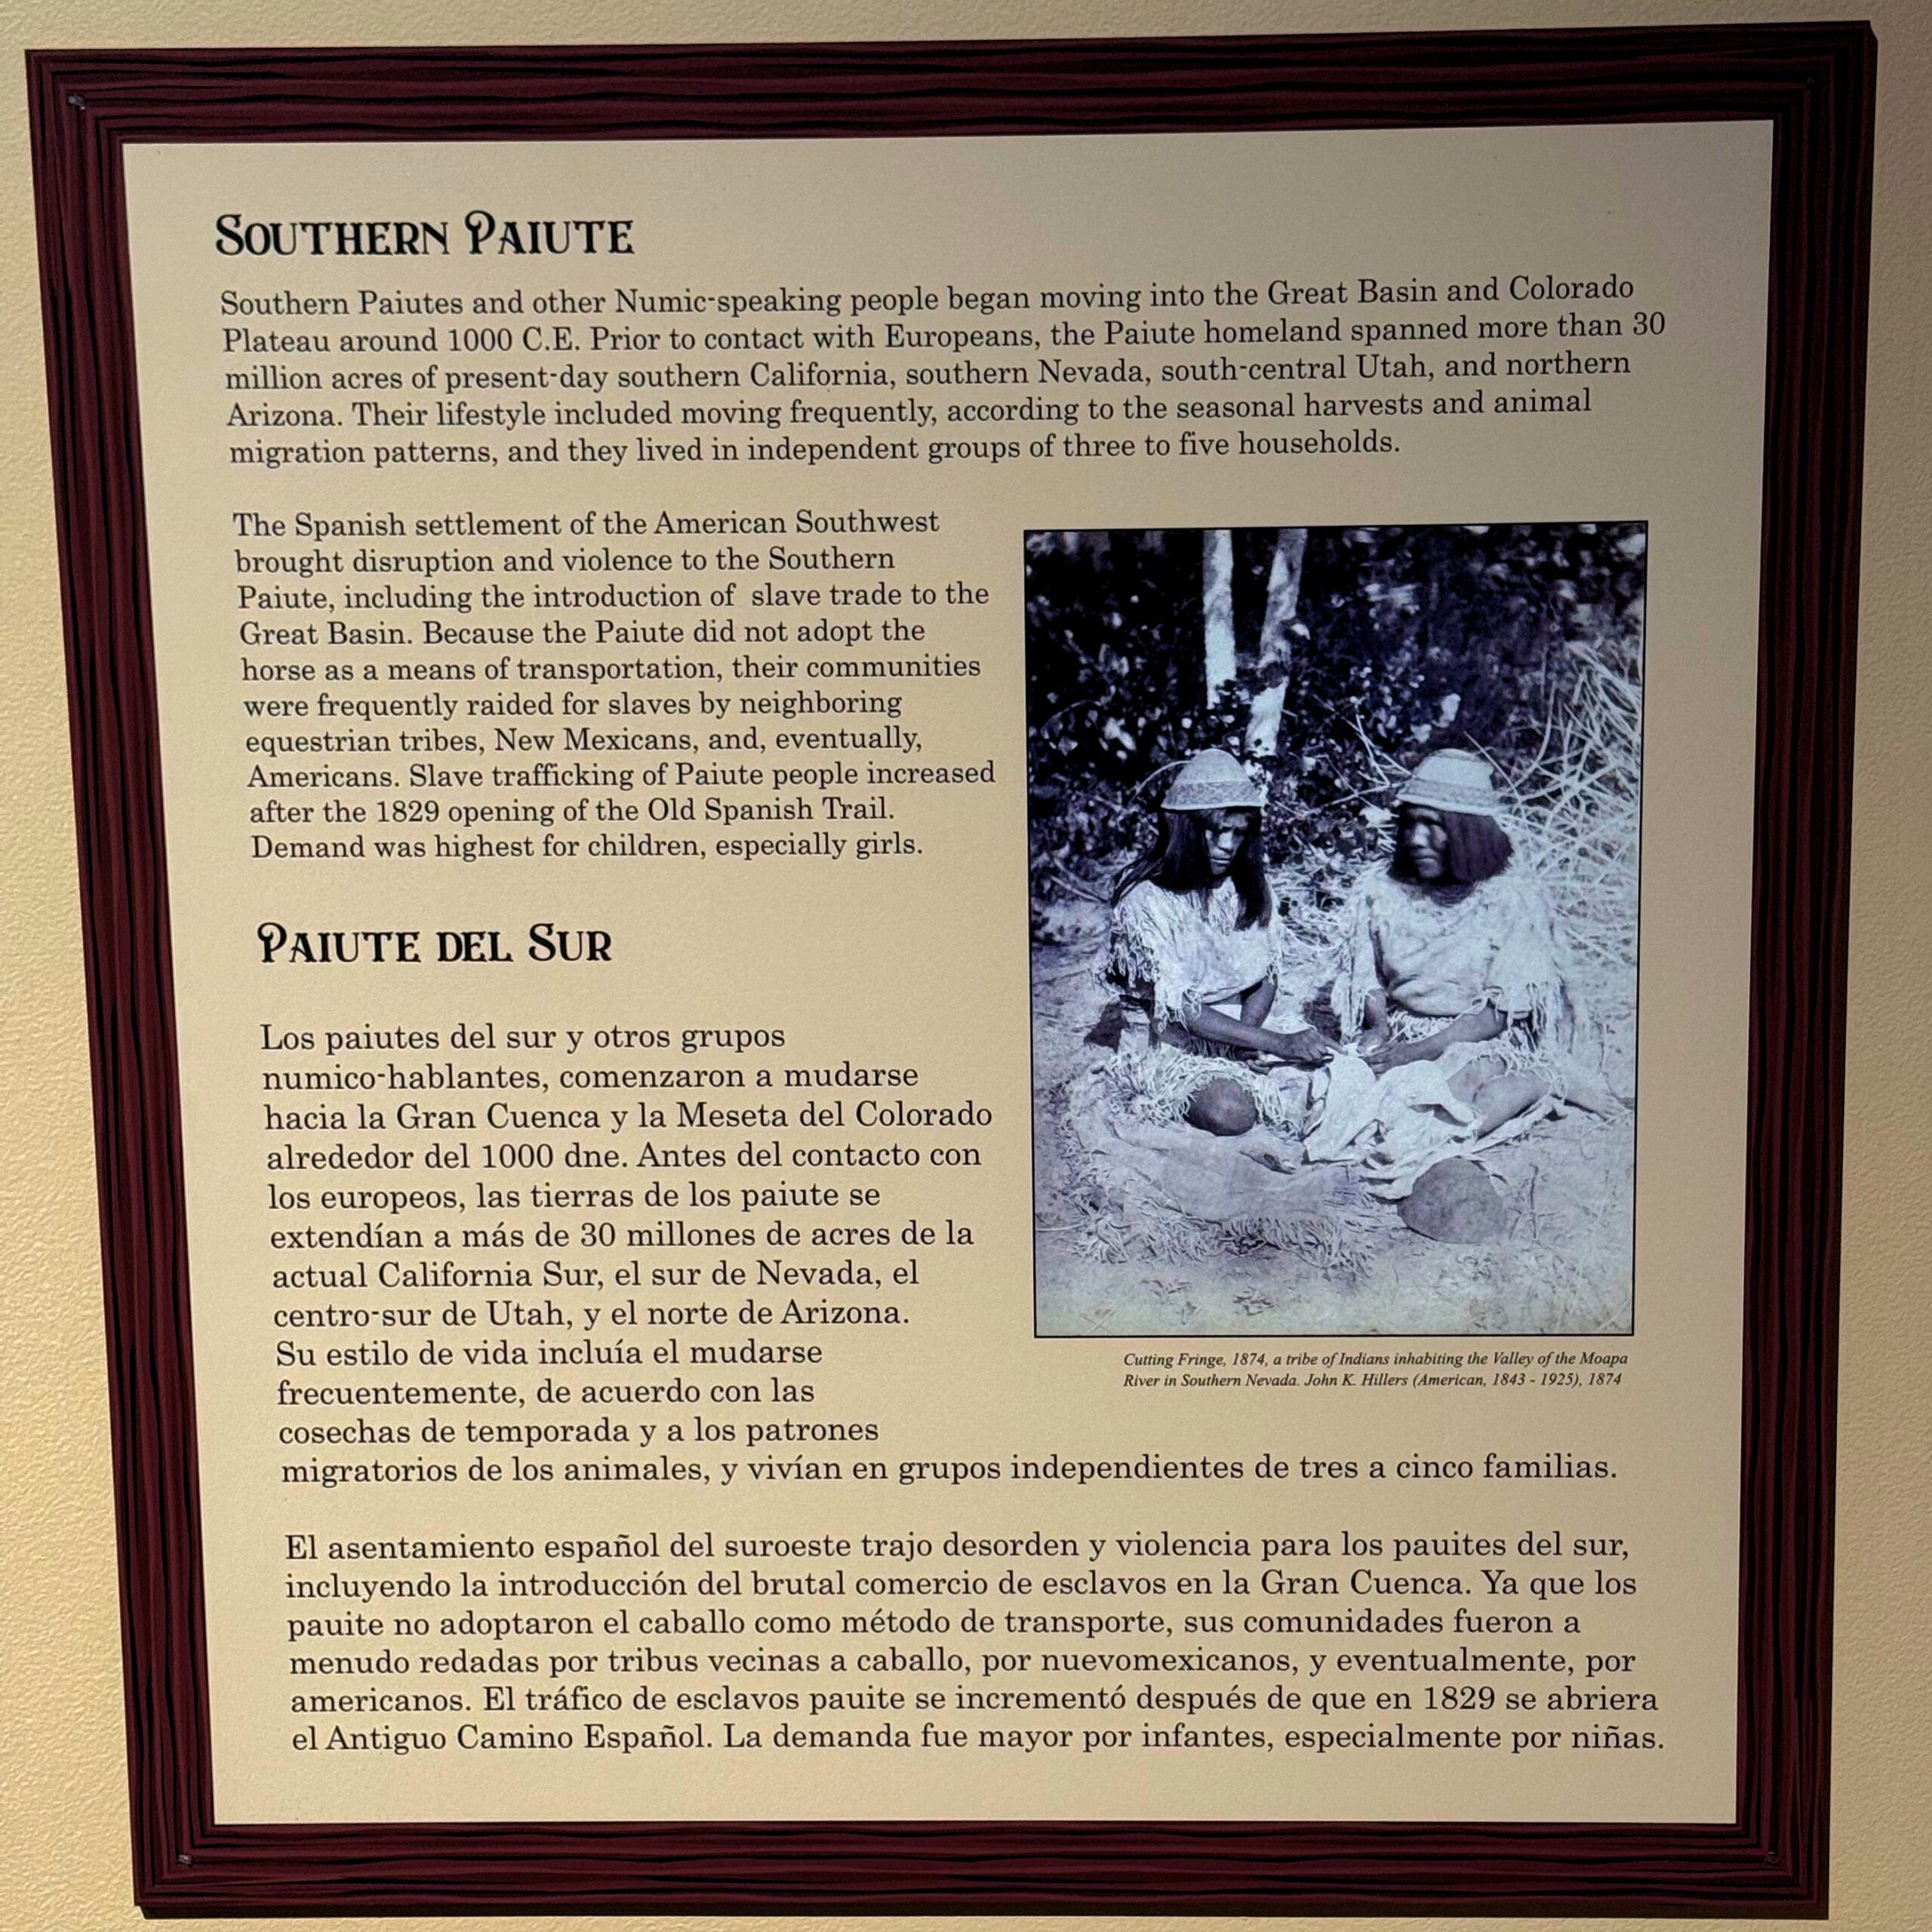 SOUTHERN PAIUTE
Southern Paiutes and other Numic-speaking people began moving into the Great Basin and Colorado
Plateau around 1000 C.E. Prior to contact with Europeans, the Paiute homeland spanned more than 30
million acres of present-day southern California, southern Nevada, south-central Utah, and northern
Arizona. Their lifestyle included moving frequently, according to the seasonal harvests and animal
migration patterns, and they lived in independent groups of three to five households.
The Spanish settlement of the American Southwest
brought disruption and violence to the Southern
Paiute, including the introduction of slave trade to the
Great Basin. Because the Paiute did not adopt the
horse as a means of transportation, their communities
were frequently raided for slaves by neighboring
equestrian tribes, New Mexicans, and, eventually,
Americans. Slave trafficking of Paiute people increased
after the 1829 opening of the Old Spanish Trail.
Demand was highest for children, especially girls.
PAIUTE DEL SUR
Los paiutes del sur y otros grupos
numico-hablantes, comenzaron a mudarse
hacia la Gran Cuenca y la Meseta del Colorado
alrededor del 1000 dne. Antes del contacto con
los europeos, las tierras de los paiute se
extendían a más de 30 millones de acres de la
actual California Sur, el sur de Nevada, el
centro-sur de Utah, y el norte de Arizona.
Su estilo de vida incluía el mudarse
frecuentemente, de acuerdo con las
cosechas de temporada y a los patrones
migratorios de los animales, y vivían en grupos independientes de tres a cinco familias.
El asentamiento español del suroeste trajo desorden y violencia para los pauites del sur,
incluyendo la introducción del brutal comercio de esclavos en la Gran Cuenca. Ya que los
pauite no adoptaron el caballo como método de transporte, sus comunidades fueron a
menudo redadas por tribus vecinas a caballo, por nuevomexicanos, y eventualmente, por
americanos. El tráfico de esclavos pauite se incrementó después de que en 1829 se abriera
el Antiguo Camino Español. La demanda fue mayor por infantes, especialmente por niñas.
Cutting Fringe, 1874, a tribe of Indians inhabiting the Valley of the Moapa
River in Southern Nevada. John K. Hillers (American, 1843 - 1925), 1874